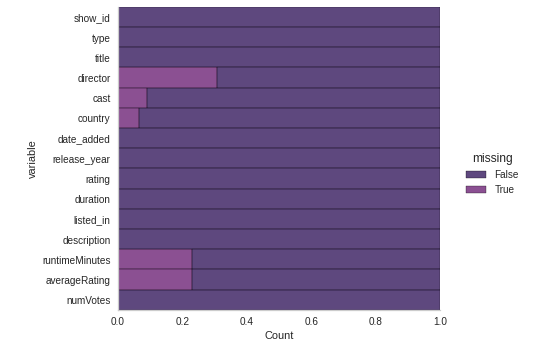 show_id
type
title
director
cast
country
date_added
release_year
rating
duration
listed_in
description
runtimeMinutes
averageRating
numVotes
variable
0.0 0.2 0.4 0.6 0.8 1.0
Count
missing
False
True